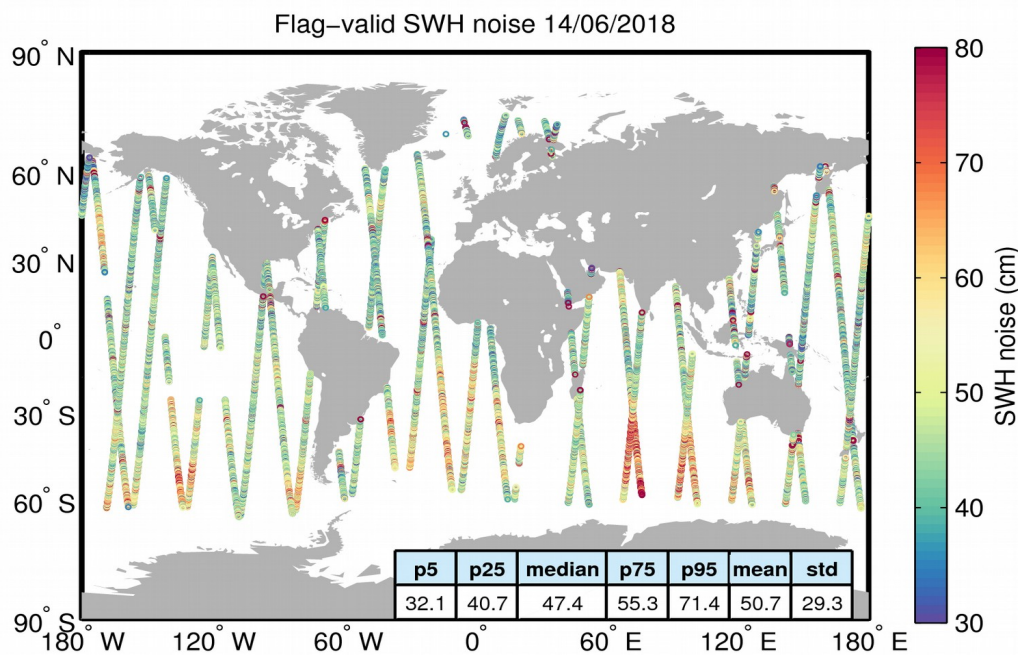 Flag−valid SWH noise 14/06/2018
90° N
60° N
30° N
0°
30° S
60° S
90° S
180° W
120° W
60° W
0°
60° E
120° E
180° E
80
70
60
50
40
30
SWH noise (cm)
p5 p25 median p75 p95 mean std
32.1 40.7 47.4 55.3 71.4 50.7 29.3